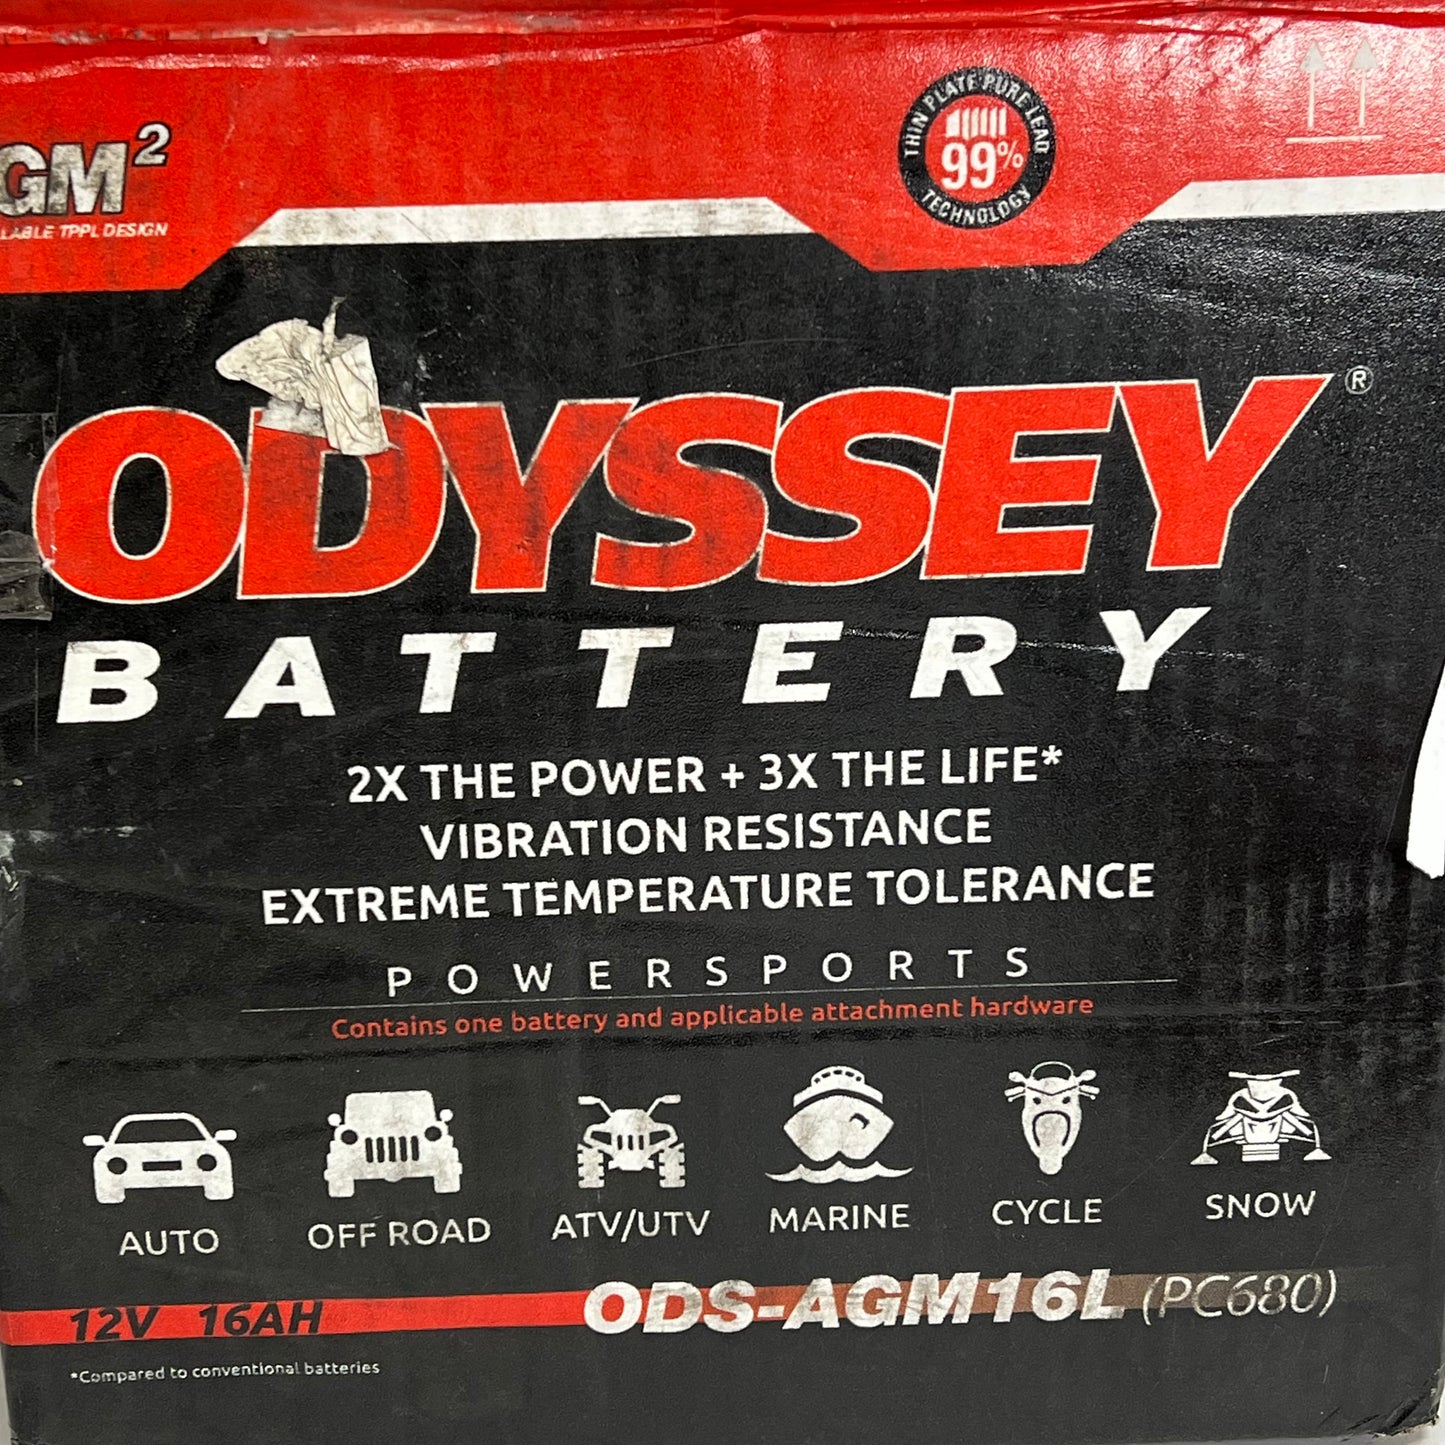 GM²
LABLE TPPL DESIGN
THIN PLATE PURE LEAD
99%
TECHNOLOGY
ODYSSEY®
BATTERY
2X THE POWER + 3X THE LIFE*
VIBRATION RESISTANCE
EXTREME TEMPERATURE TOLERANCE
POWERSPORTS
Contains one battery and applicable attachment hardware
AUTO OFF ROAD ATV/UTV MARINE CYCLE SNOW
12V 16AH ODS-AGM16L (PC680)
*Compared to conventional batteries